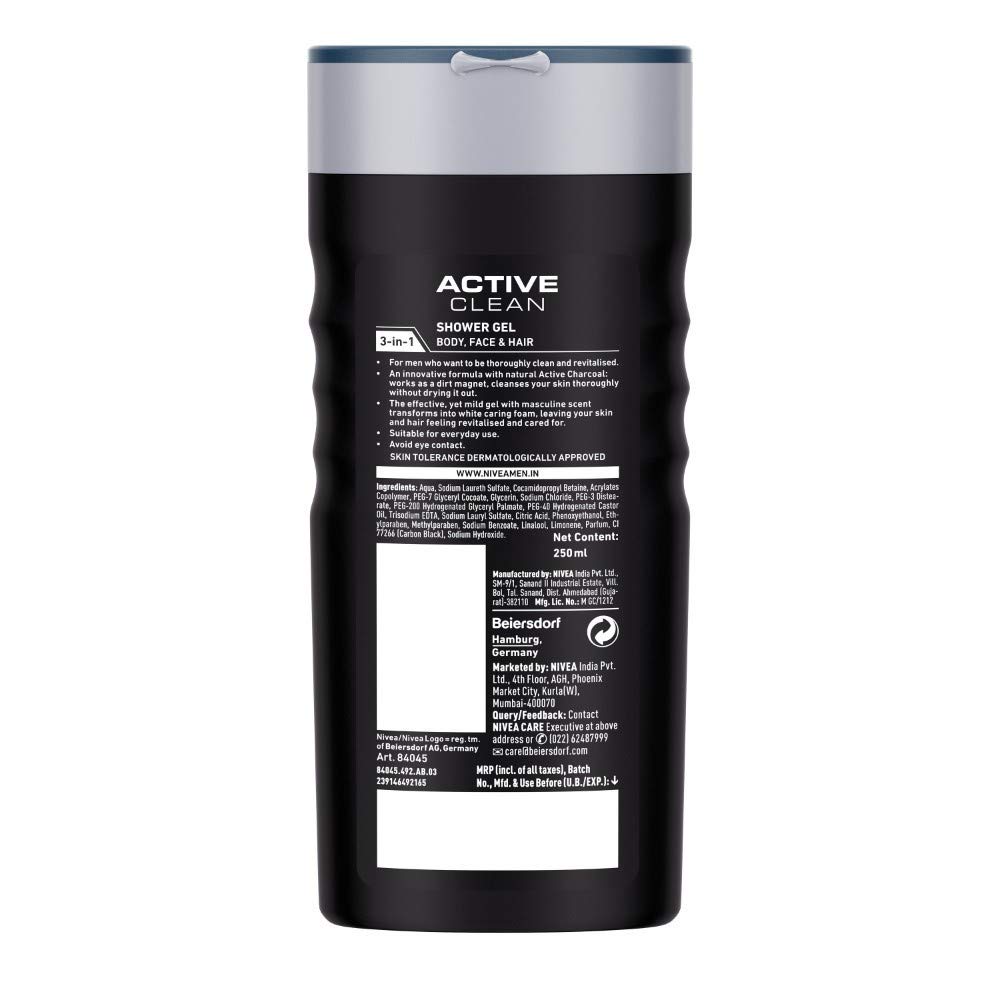 ACTIVE
CLEAN
SHOWER GEL
3-in-1 BODY, FACE & HAIR
• For men who want to be thoroughly clean and revitalised.
• An innovative formula with natural Active Charcoal:
works as a dirt magnet, cleanses your skin thoroughly
without drying it out.
• The effective, yet mild gel with masculine scent
transforms into white caring foam, leaving your skin
and hair feeling revitalised and cared for.
• Suitable for everyday use.
• Avoid eye contact.
SKIN TOLERANCE DERMATOLOGICALLY APPROVED
WWW.NIVEAMEN.IN
Ingredients: Aqua, Sodium Laureth Sulfate, Cocamidopropyl Betaine, Acrylates
Copolymer, PEG-7 Glyceryl Cocoate, Glycerin, Sodium Chloride, PEG-3 Distea-
rate, PEG-200 Hydrogenated Glyceryl Palmate, PEG-40 Hydrogenated Castor
Oil, Trisodium EDTA, Sodium Lauryl Sulfate, Citric Acid, Phenoxyethanol, Eth-
ylparaben, Methylparaben, Sodium Benzoate, Linalool, Limonene, Parfum, CI
77266 (Carbon Black), Sodium Hydroxide.
Net Content:
250 ml
Manufactured by: NIVEA India Pvt. Ltd.,
SM-9/1, Sanand II Industrial Estate, Vill.
Bol, Tal. Sanand, Dist. Ahmedabad (Guja-
rat)-382110 Mfg. Lic. No.: M GC/1212
Beiersdorf
Hamburg,
Germany
Marketed by: NIVEA India Pvt.
Ltd., 4th Floor, AGH, Phoenix
Market City, Kurla(W),
Mumbai-400070
Query/Feedback: Contact
NIVEA CARE Executive at above
address or ✆ (022) 62487999
✉ care@beiersdorf.com
Nivea/Nivea Logo = reg. tm.
of Beiersdorf AG, Germany
Art. 84045
84045.492.AB.03
239146492165
MRP (incl. of all taxes), Batch
No., Mfd. & Use Before (U.B./EXP.): ↓